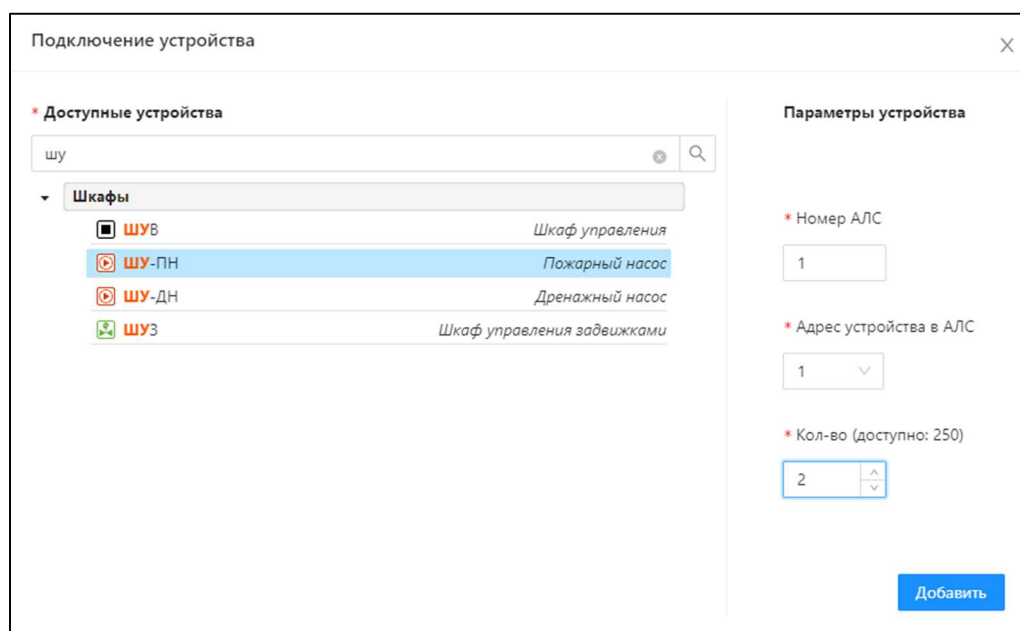 Подключение устройства
* Доступные устройства
шу
Шкафы
ШУВ Шкаф управления
ШУ-ПН Пожарный насос
ШУ-ДН Дренажный насос
ШУЗ Шкаф управления задвижками
Параметры устройства
* Номер АЛС
1
* Адрес устройства в АЛС
1
* Кол-во (доступно: 250)
2
Добавить